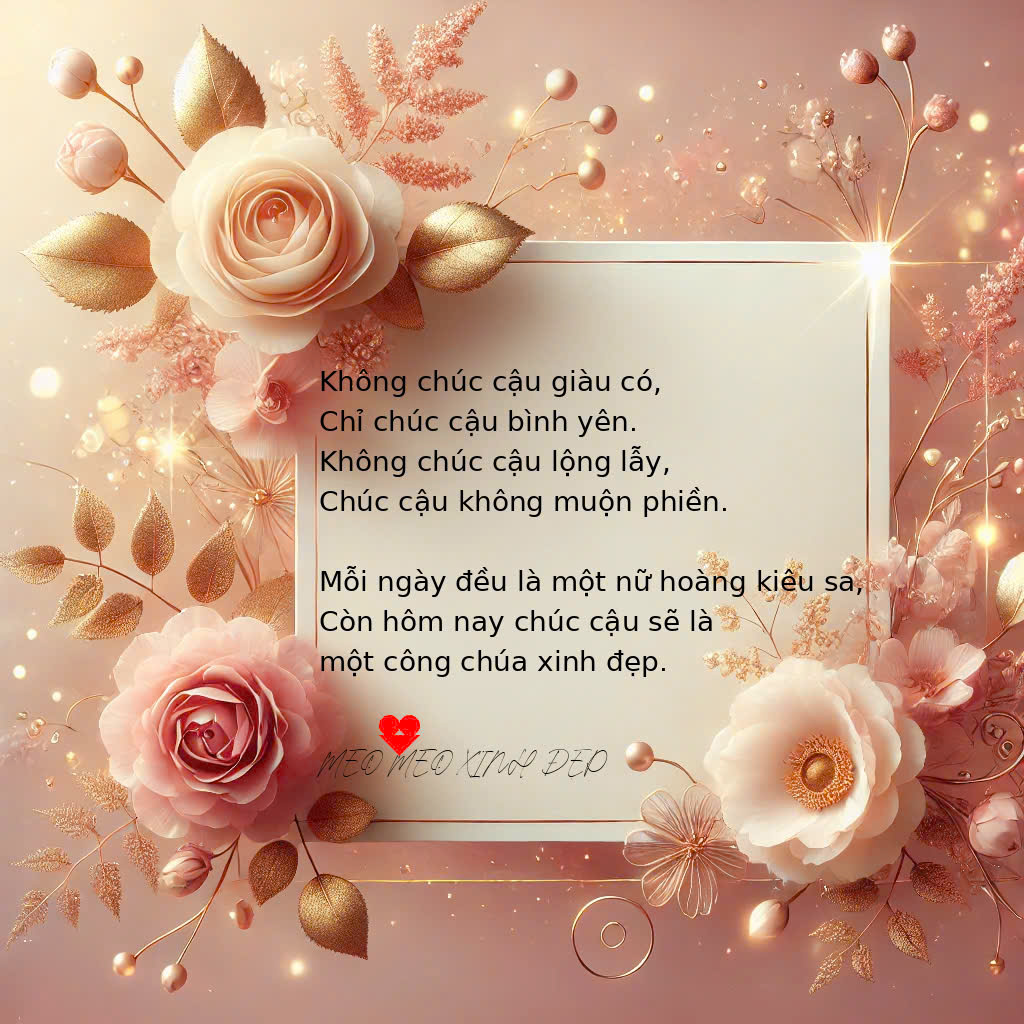 Không chúc cậu giàu có,
Chỉ chúc cậu bình yên.
Không chúc cậu lộng lẫy,
Chúc cậu không muộn phiền.
Mỗi ngày đều là một nữ hoàng kiêu sa,
Còn hôm nay chúc cậu sẽ là
một công chúa xinh đẹp.
MEO MEO XINH DEP